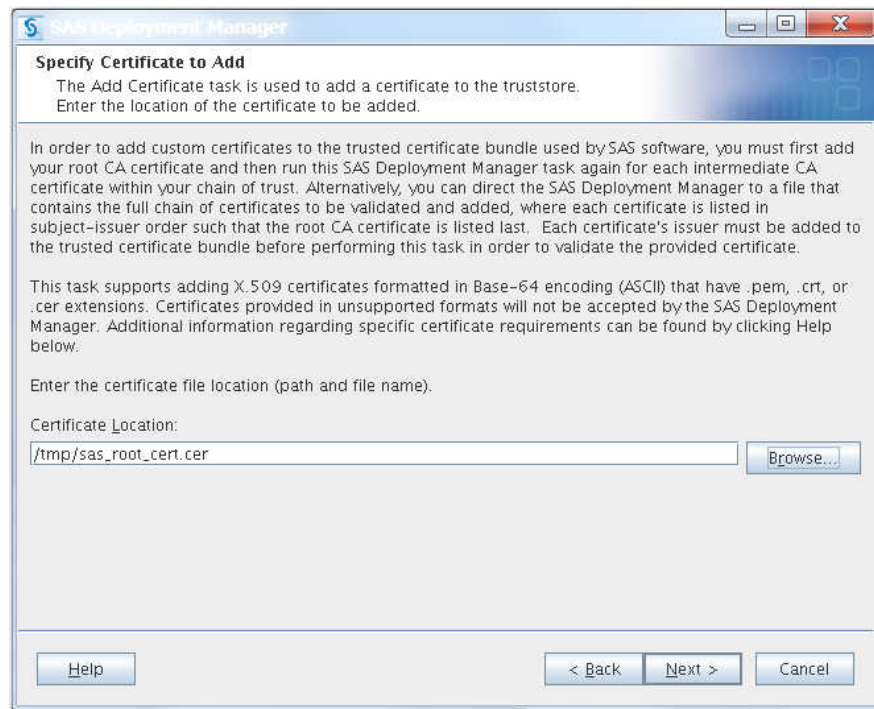 SAS Deployment Manager
Specify Certificate to Add
The Add Certificate task is used to add a certificate to the truststore.
Enter the location of the certificate to be added.
In order to add custom certificates to the trusted certificate bundle used by SAS software, you must first add
your root CA certificate and then run this SAS Deployment Manager task again for each intermediate CA
certificate within your chain of trust. Alternatively, you can direct the SAS Deployment Manager to a file that
contains the full chain of certificates to be validated and added, where each certificate is listed in
subject-issuer order such that the root CA certificate is listed last. Each certificate's issuer must be added to
the trusted certificate bundle before performing this task in order to validate the provided certificate.
This task supports adding X.509 certificates formatted in Base-64 encoding (ASCII) that have .pem, .crt, or
.cer extensions. Certificates provided in unsupported formats will not be accepted by the SAS Deployment
Manager. Additional information regarding specific certificate requirements can be found by clicking Help
below.
Enter the certificate file location (path and file name).
Certificate Location:
/tmp/sas_root_cert.cer
Browse...
Help
< Back
Next >
Cancel